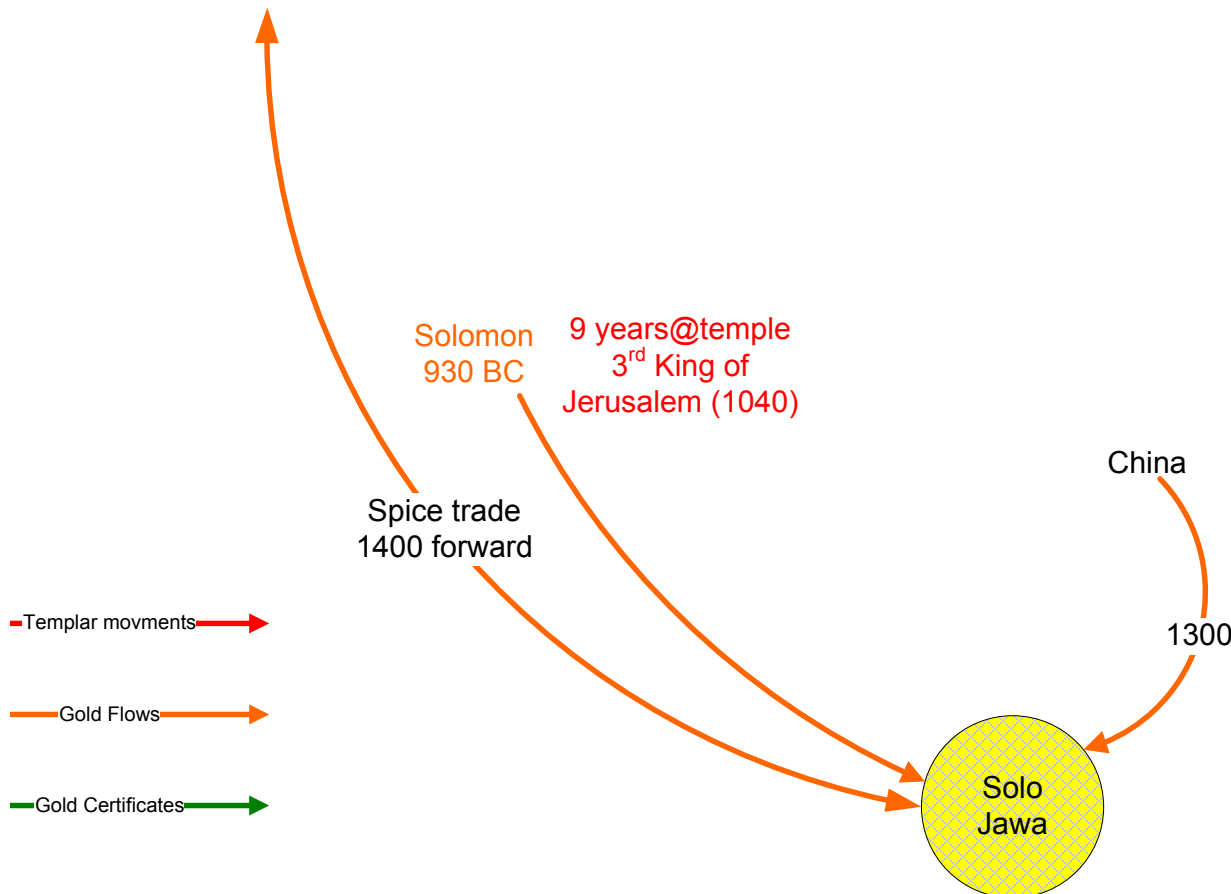 Solomon
930 BC
9 years@temple
3rd King of
Jerusalem (1040)
China
Spice trade
1400 forward
Templar movments
1300
Gold Flows
Solo
Jawa
Gold Certificates